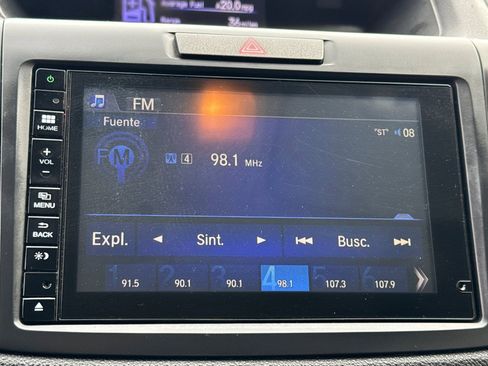 Average Fuel
20.0 mpg
Range
FM
Fuente
"ST" 08
FM
4 98.1 MHz
HOME
+
VOL
−
MENU
BACK
Expl. Sint. Busc.
1 91.5 2 90.1 3 90.1 4 98.1 5 107.3 6 107.9